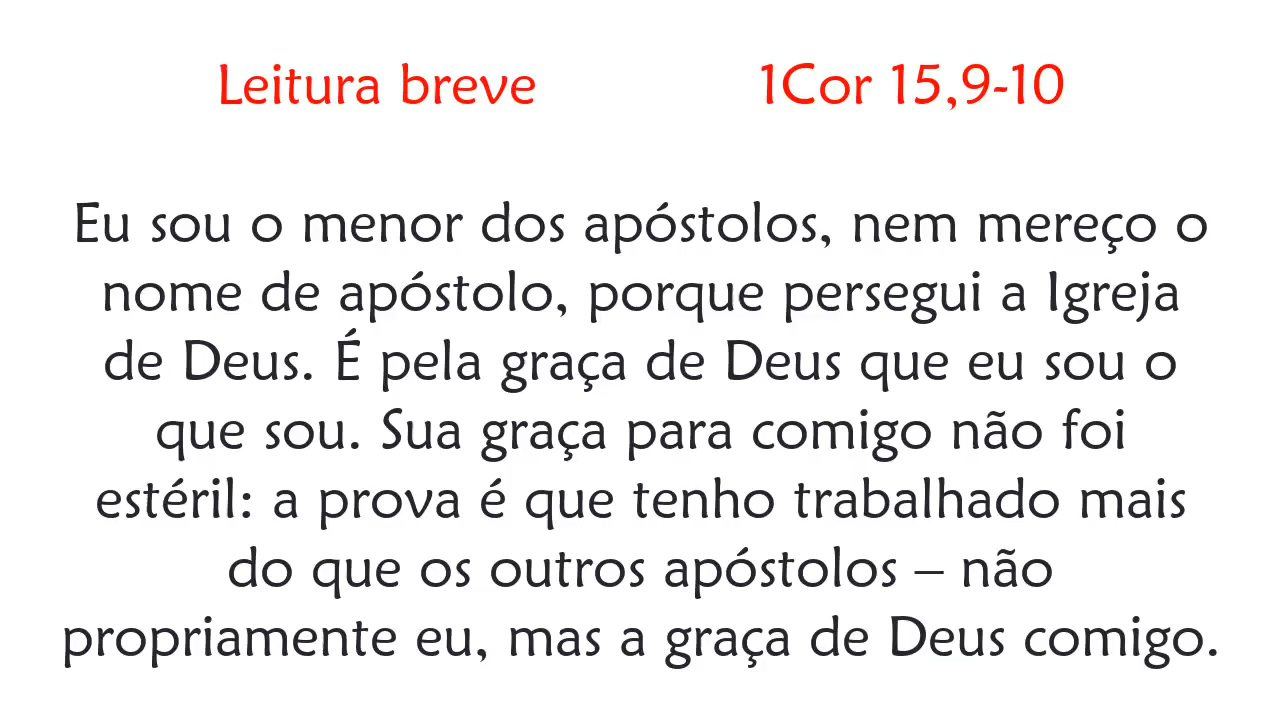 Leitura breve 1Cor 15,9-10
Eu sou o menor dos apóstolos, nem mereço o
nome de apóstolo, porque persegui a Igreja
de Deus. É pela graça de Deus que eu sou o
que sou. Sua graça para comigo não foi
estéril: a prova é que tenho trabalhado mais
do que os outros apóstolos – não
propriamente eu, mas a graça de Deus comigo.